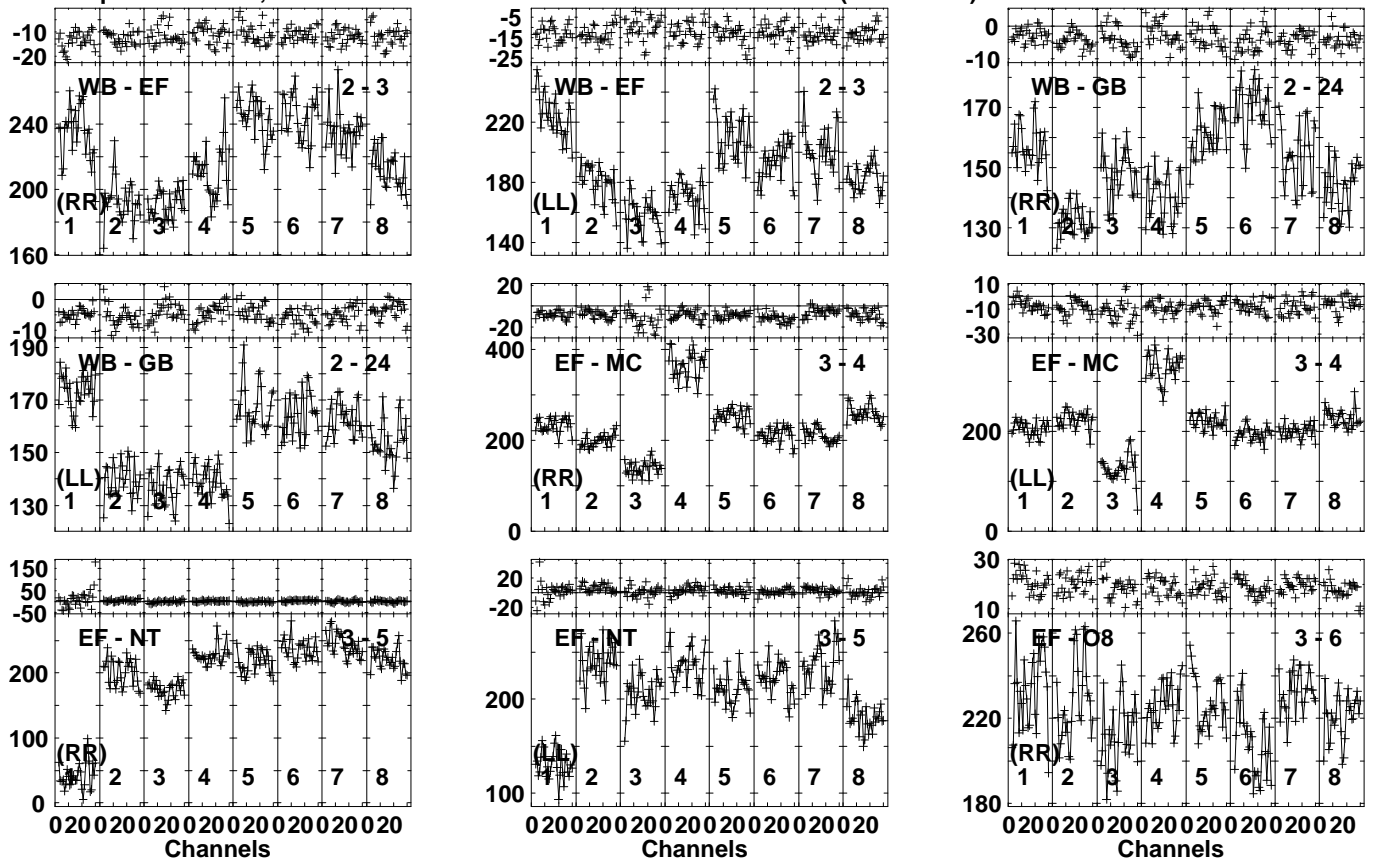 -10
-20
WB - EF 2 - 3
240
200
160
(RR)
1 2 3 4 5 6 7 8
-5
-15
-25
WB - EF 2 - 3
220
180
140
(LL)
1 2 3 4 5 6 7 8
0
-10
WB - GB 2 - 24
170
150
130
(RR)
1 2 3 4 5 6 7 8
0
-10
190
WB - GB 2 - 24
170
150
130
(LL)
1 2 3 4 5 6 7 8
20
-20
400
EF - MC 3 - 4
200
0
(RR)
1 2 3 4 5 6 7 8
10
-10
-30
EF - MC 3 - 4
200
0
(LL)
1 2 3 4 5 6 7 8
150
50
-50
EF - NT 3 - 5
200
100
0
(RR)
2 3 4 5 6 7 8
0 20 0 20 0 20 0 20 0 20 0 20 0 20 0 20
Channels
20
-20
EF - NT 3 - 5
200
100
(LL)
1 2 3 4 5 6 7 8
0 20 0 20 0 20 0 20 0 20 0 20 0 20 0 20
Channels
30
10
260
EF - O8 3 - 6
220
180
(RR)
1 2 3 4 5 6 7 8
0 20 0 20 0 20 0 20 0 20 0 20 0 20 0 20
Channels